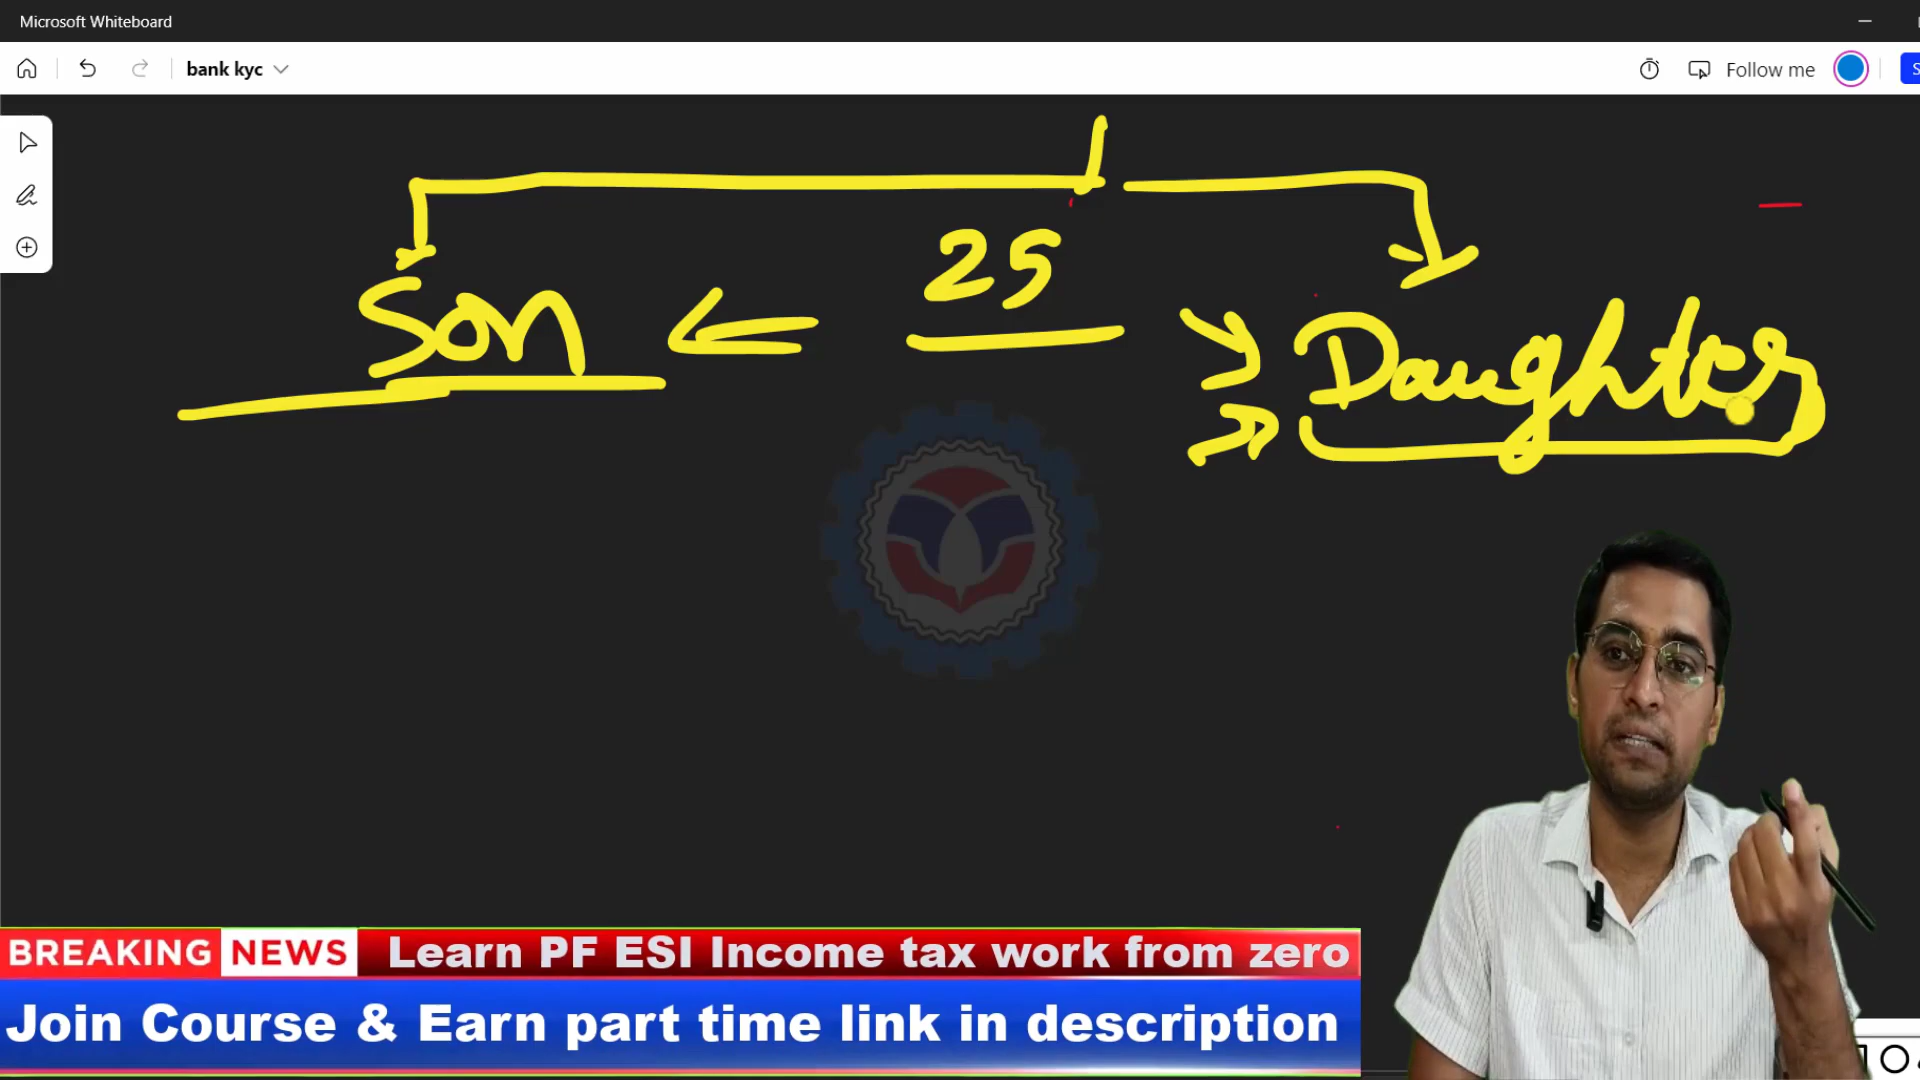 Microsoft Whiteboard
bank kyc
Follow me
25
Son
Daughter
BREAKING NEWS
Learn PF ESI Income tax work from zero
Join Course & Earn part time link in description